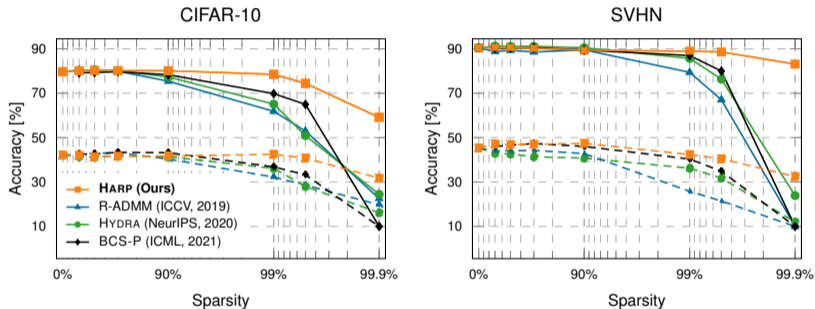 CIFAR-10
SVHN
Accuracy [%]
90
70
50
30
10
HARP (Ours)
R-ADMM (ICCV, 2019)
HYDRA (NeurIPS, 2020)
BCS-P (ICML, 2021)
0%
90%
99%
99.9%
Sparsity
Accuracy [%]
90
70
50
30
10
0%
90%
99%
99.9%
Sparsity